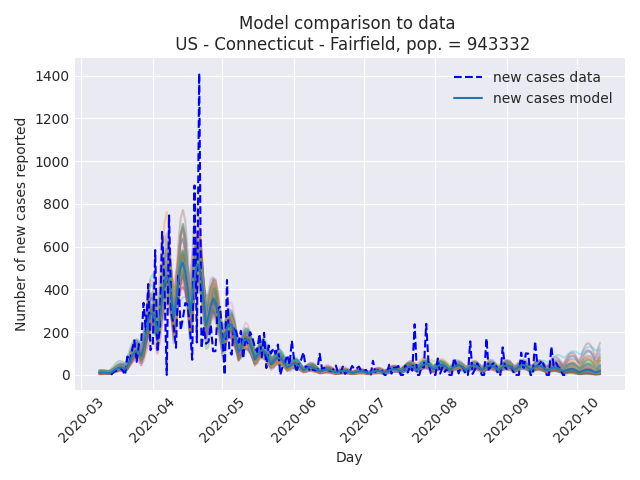 Model comparison to data
US - Connecticut - Fairfield, pop. = 943332
new cases data
new cases model
Number of new cases reported
1400
1200
1000
800
600
400
200
0
2020-03
2020-04
2020-05
2020-06
2020-07
2020-08
2020-09
2020-10
Day